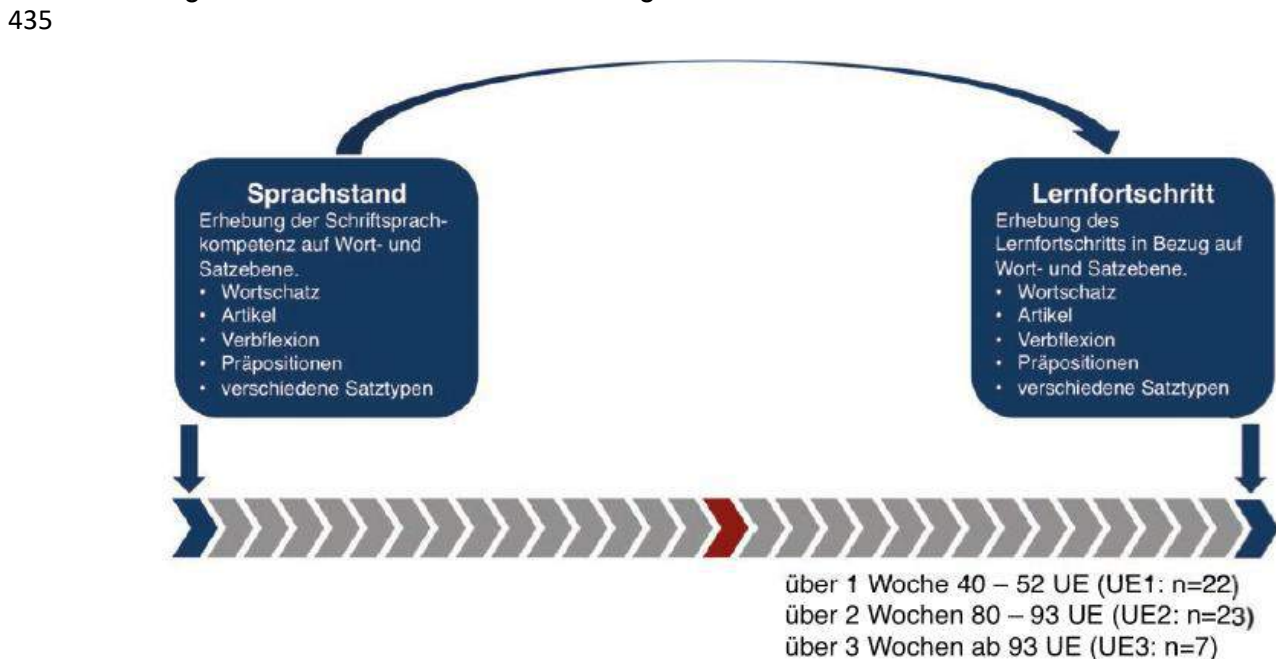 435
Sprachstand
Erhebung der Schriftsprach-
kompetenz auf Wort- und
Satzebene.
• Wortschatz
• Artikel
• Verbflexion
• Präpositionen
• verschiedene Satztypen
Lernfortschritt
Erhebung des
Lernfortschritts in Bezug auf
Wort- und Satzebene.
• Wortschatz
• Artikel
• Verbflexion
• Präpositionen
• verschiedene Satztypen
über 1 Woche 40 – 52 UE (UE1: n=22)
über 2 Wochen 80 – 93 UE (UE2: n=23)
über 3 Wochen ab 93 UE (UE3: n=7)